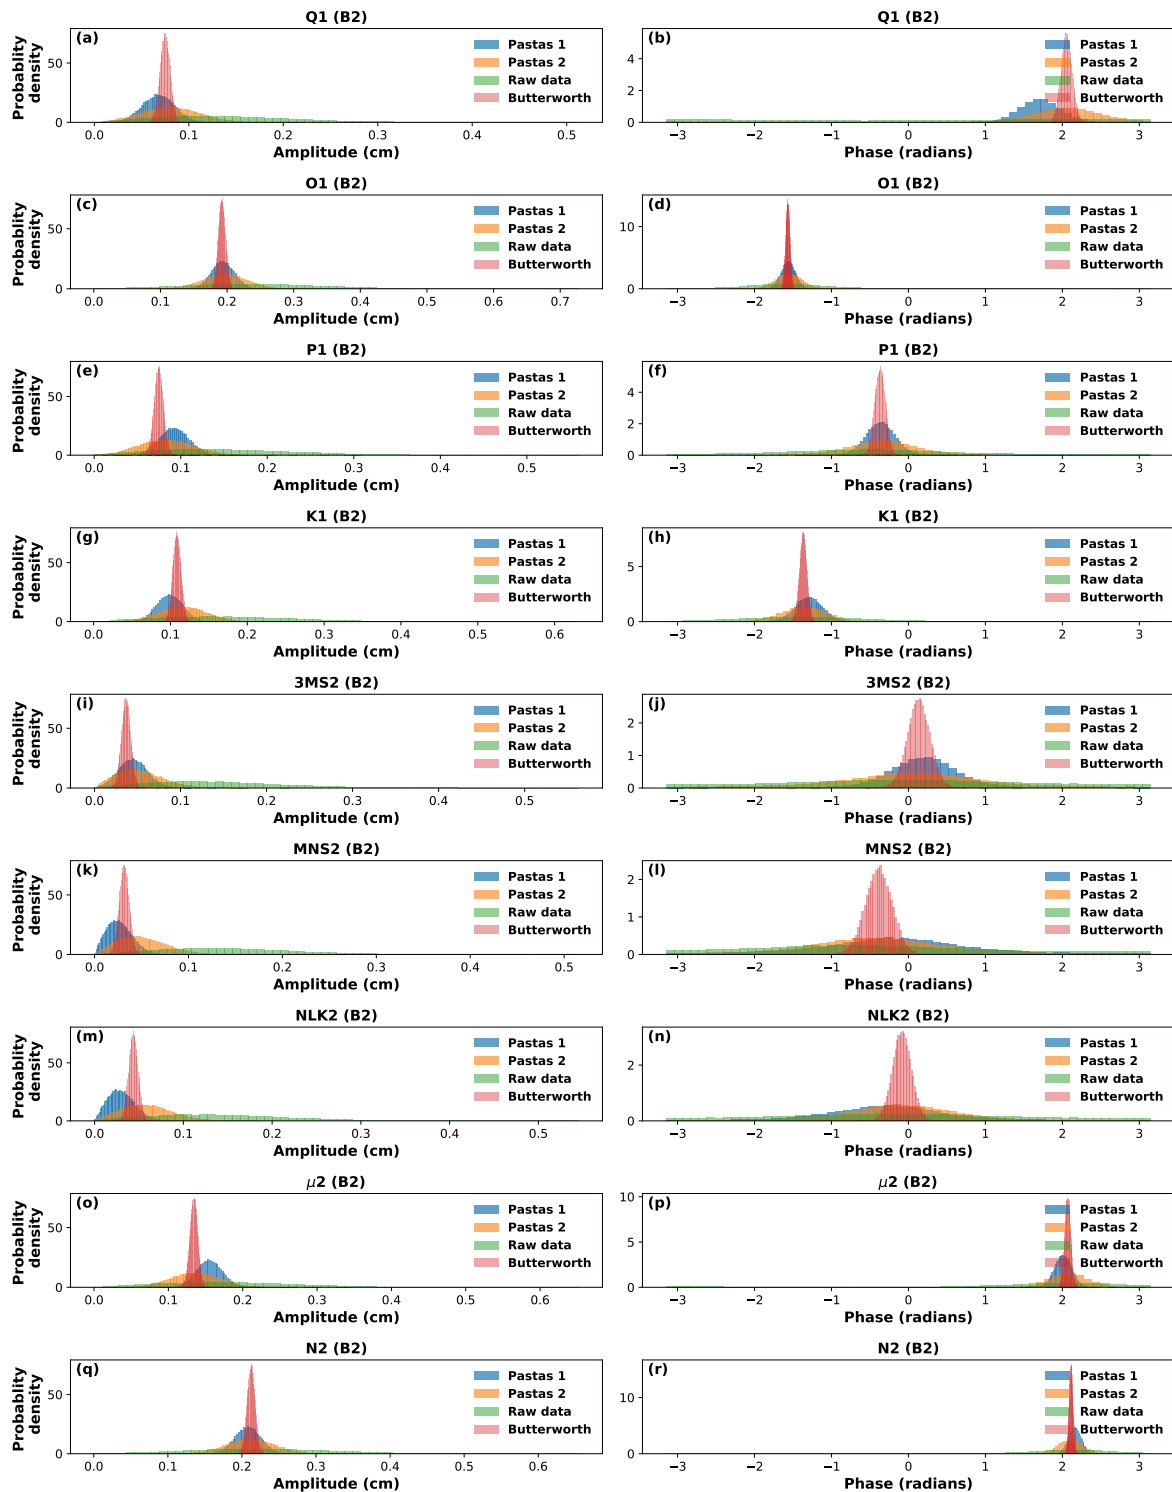 Q1 (B2)
(a)
Pastas 1
Pastas 2
Raw data
Butterworth
Probablity
density
50
0
0.0 0.1 0.2 0.3 0.4 0.5
Amplitude (cm)
Q1 (B2)
(b)
Pastas 1
Pastas 2
Raw data
Butterworth
4
2
0
−3 −2 −1 0 1 2 3
Phase (radians)
O1 (B2)
(c)
Pastas 1
Pastas 2
Raw data
Butterworth
Probablity
density
50
0
0.0 0.1 0.2 0.3 0.4 0.5 0.6 0.7
Amplitude (cm)
O1 (B2)
(d)
Pastas 1
Pastas 2
Raw data
Butterworth
10
0
−3 −2 −1 0 1 2 3
Phase (radians)
P1 (B2)
(e)
Pastas 1
Pastas 2
Raw data
Butterworth
Probablity
density
50
0
0.0 0.1 0.2 0.3 0.4 0.5
Amplitude (cm)
P1 (B2)
(f)
Pastas 1
Pastas 2
Raw data
Butterworth
4
2
0
−3 −2 −1 0 1 2 3
Phase (radians)
K1 (B2)
(g)
Pastas 1
Pastas 2
Raw data
Butterworth
Probablity
density
50
0
0.0 0.1 0.2 0.3 0.4 0.5 0.6
Amplitude (cm)
K1 (B2)
(h)
Pastas 1
Pastas 2
Raw data
Butterworth
5
0
−3 −2 −1 0 1 2 3
Phase (radians)
3MS2 (B2)
(i)
Pastas 1
Pastas 2
Raw data
Butterworth
Probablity
density
50
0
0.0 0.1 0.2 0.3 0.4 0.5
Amplitude (cm)
3MS2 (B2)
(j)
Pastas 1
Pastas 2
Raw data
Butterworth
2
1
0
−3 −2 −1 0 1 2 3
Phase (radians)
MNS2 (B2)
(k)
Pastas 1
Pastas 2
Raw data
Butterworth
Probablity
density
50
0
0.0 0.1 0.2 0.3 0.4 0.5
Amplitude (cm)
MNS2 (B2)
(l)
Pastas 1
Pastas 2
Raw data
Butterworth
2
1
0
−3 −2 −1 0 1 2 3
Phase (radians)
NLK2 (B2)
(m)
Pastas 1
Pastas 2
Raw data
Butterworth
Probablity
density
50
0
0.0 0.1 0.2 0.3 0.4 0.5
Amplitude (cm)
NLK2 (B2)
(n)
Pastas 1
Pastas 2
Raw data
Butterworth
2
0
−3 −2 −1 0 1 2 3
Phase (radians)
μ2 (B2)
(o)
Pastas 1
Pastas 2
Raw data
Butterworth
Probablity
density
50
0
0.0 0.1 0.2 0.3 0.4 0.5 0.6
Amplitude (cm)
μ2 (B2)
(p)
Pastas 1
Pastas 2
Raw data
Butterworth
10
5
0
−3 −2 −1 0 1 2 3
Phase (radians)
N2 (B2)
(q)
Pastas 1
Pastas 2
Raw data
Butterworth
Probablity
density
50
0
0.0 0.1 0.2 0.3 0.4 0.5 0.6
Amplitude (cm)
N2 (B2)
(r)
Pastas 1
Pastas 2
Raw data
Butterworth
10
0
−3 −2 −1 0 1 2 3
Phase (radians)